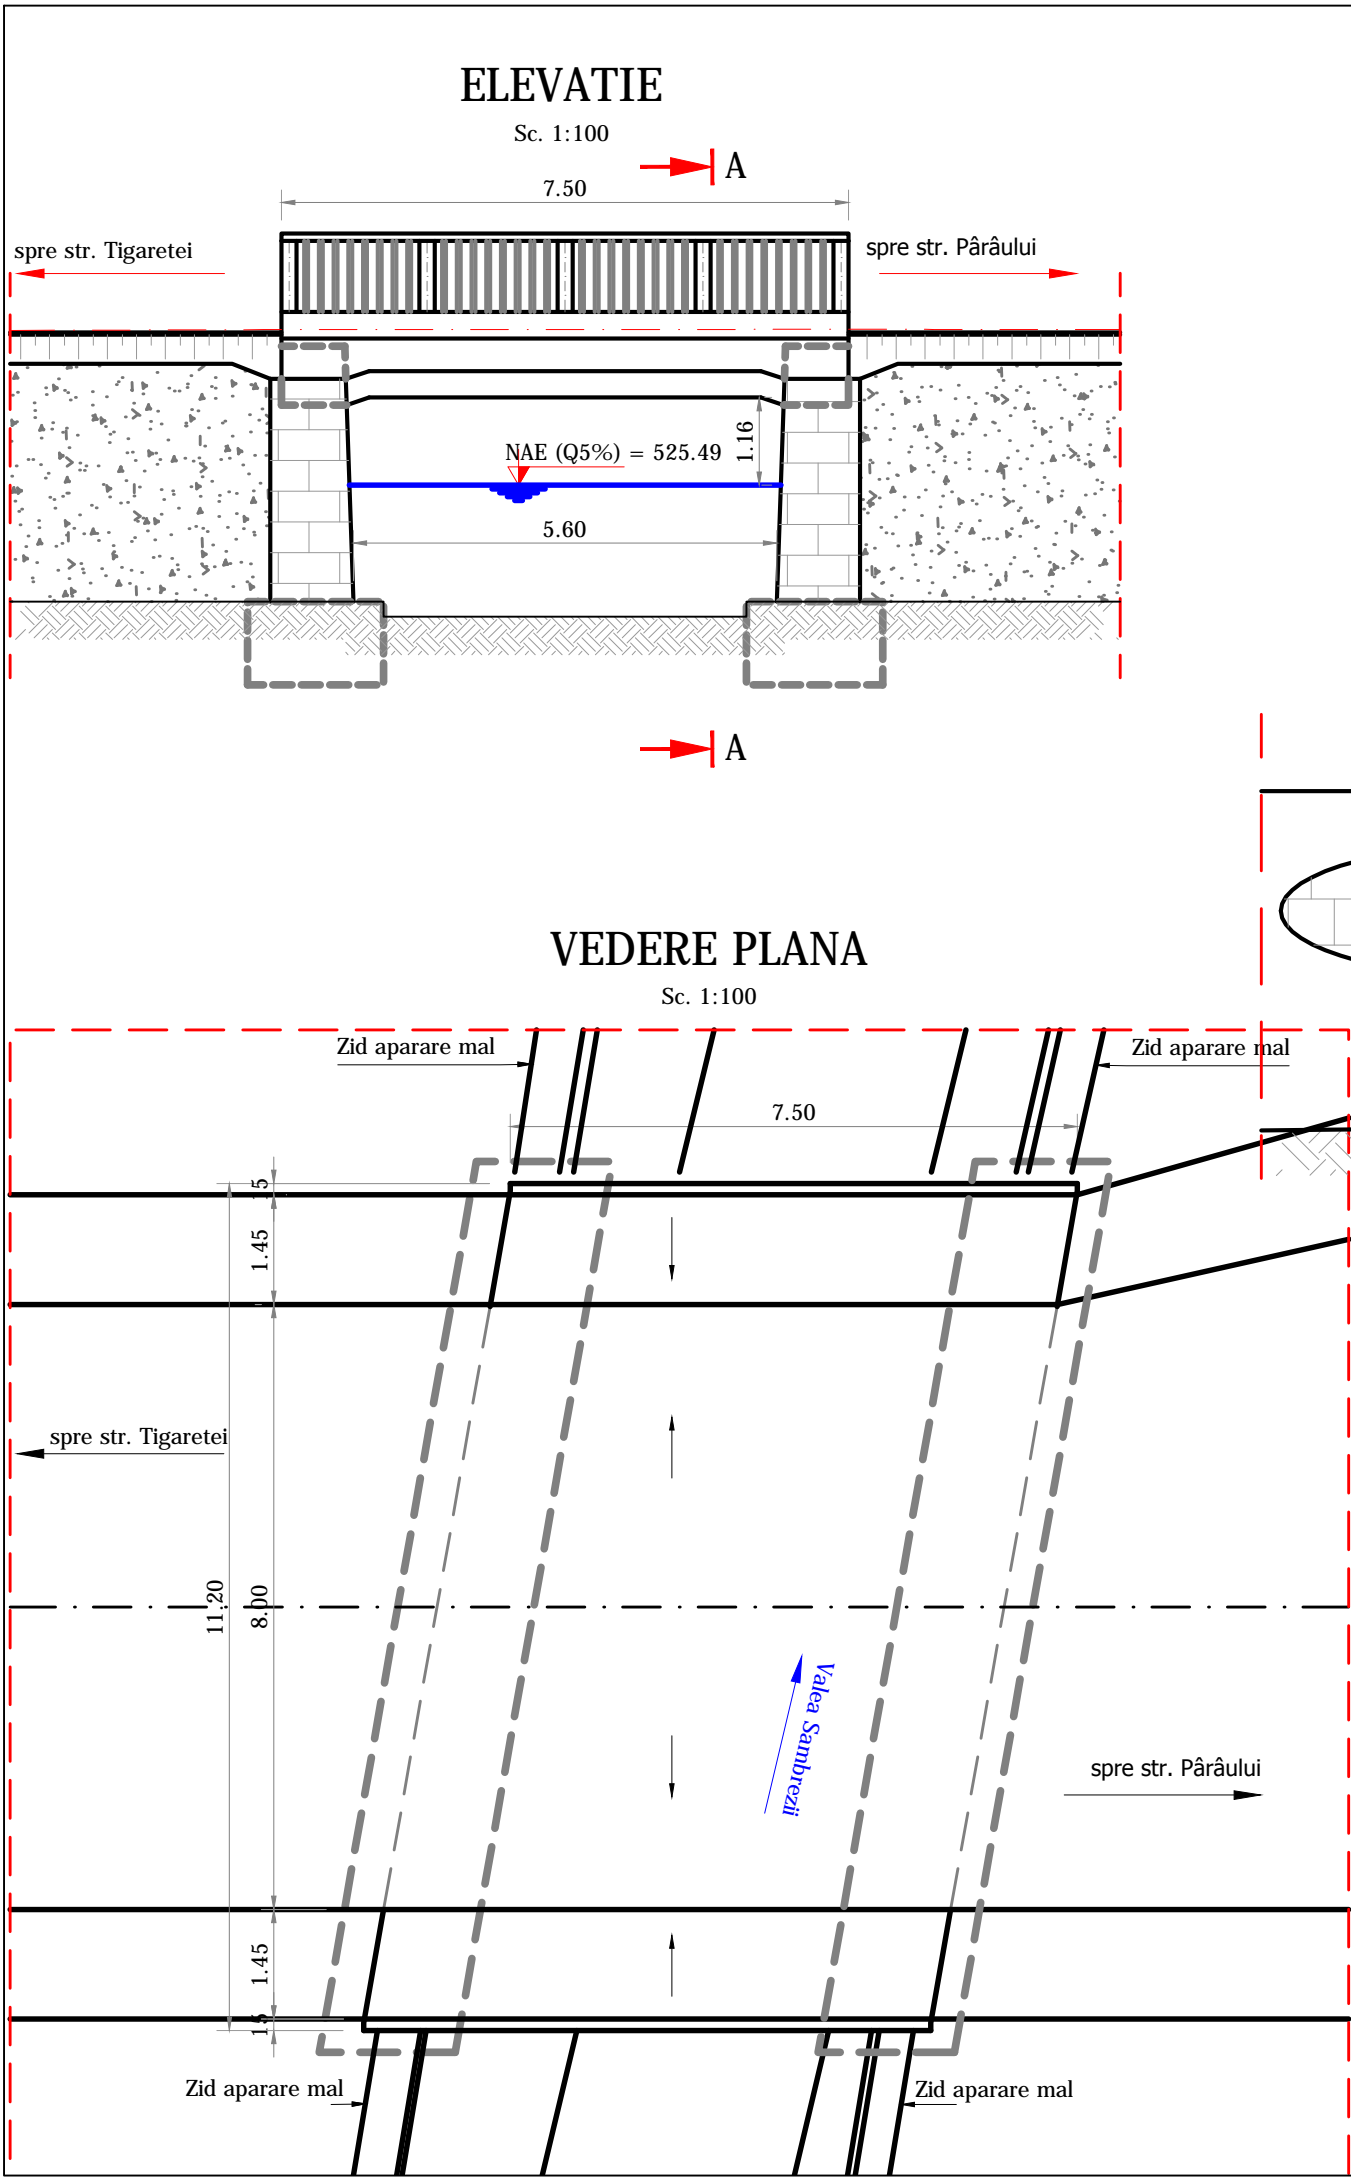 ELEVATIE
Sc. 1:100
A
7.50
spre str. Tigaretei
spre str. Pârâului
1.16
NAE (Q5%) = 525.49
5.60
A
VEDERE PLANA
Sc. 1:100
Zid aparare mal
Zid aparare mal
7.50
15
1.45
spre str. Tigaretei
11.20
8.00
Valea Sambrezii
spre str. Pârâului
1.45
15
Zid aparare mal
Zid aparare mal